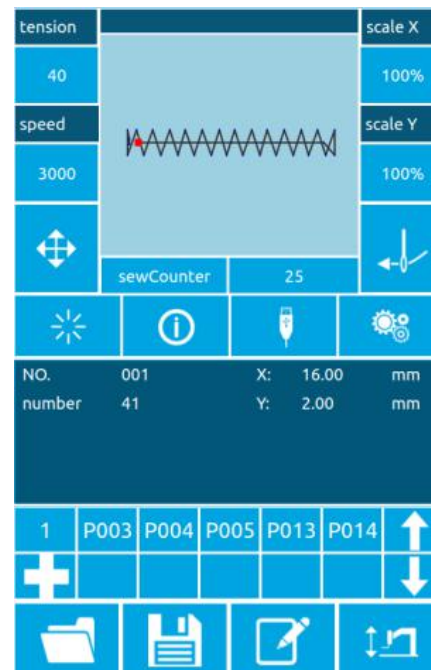 tension scale X
40 100%
speed scale Y
3000 100%
sewCounter 25
NO. 001 X: 16.00 mm
number 41 Y: 2.00 mm
1 P003 P004 P005 P013 P014